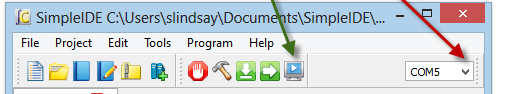 SimpleIDE C:\Users\slindsay\Documents\SimpleIDE\...
File Project Edit Tools Program Help
COM5